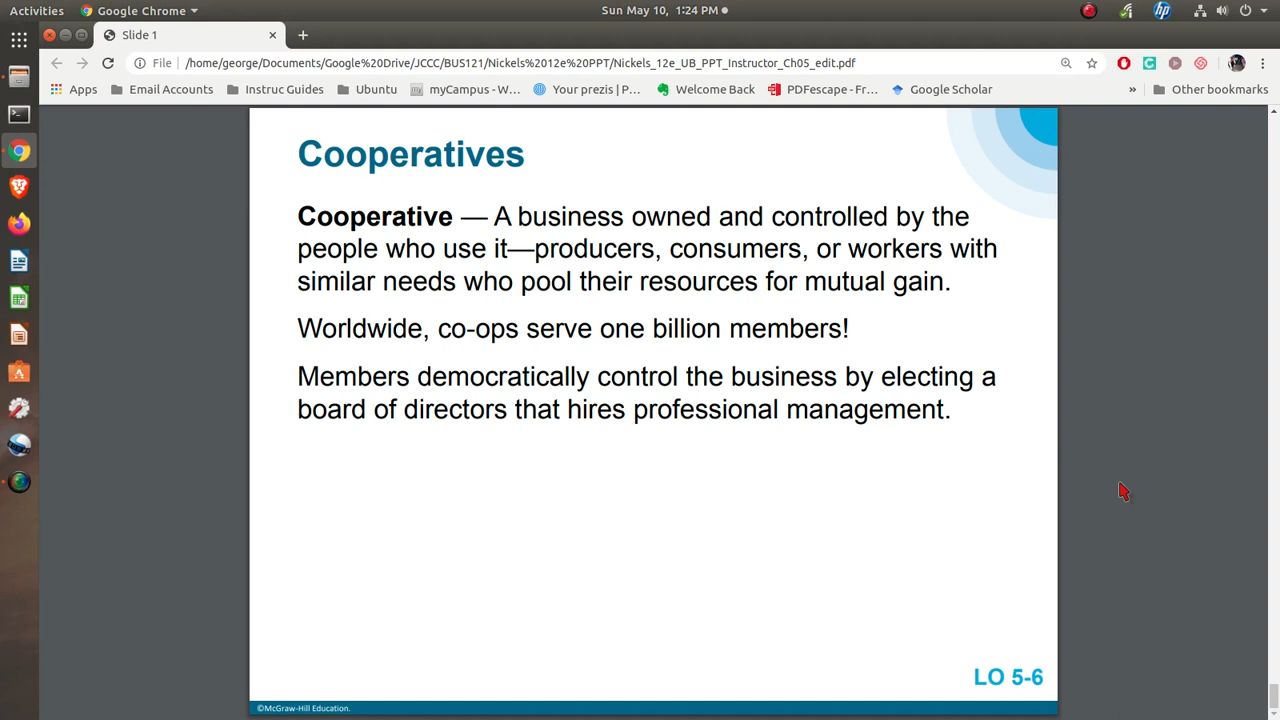 Activities
Google Chrome
Sun May 10, 1:24 PM
Slide 1
File
/home/george/Documents/Google%20Drive/JCCC/BUS121/Nickels%2012e%20PPT/Nickels_12e_UB_PPT_Instructor_Ch05_edit.pdf
Apps
Email Accounts
Instruc Guides
Ubuntu
myCampus - W...
Your prezis | P...
Welcome Back
PDFescape - Fr...
Google Scholar
»
Other bookmarks
Cooperatives
Cooperative — A business owned and controlled by the
people who use it—producers, consumers, or workers with
similar needs who pool their resources for mutual gain.
Worldwide, co-ops serve one billion members!
Members democratically control the business by electing a
board of directors that hires professional management.
LO 5-6
©McGraw-Hill Education.